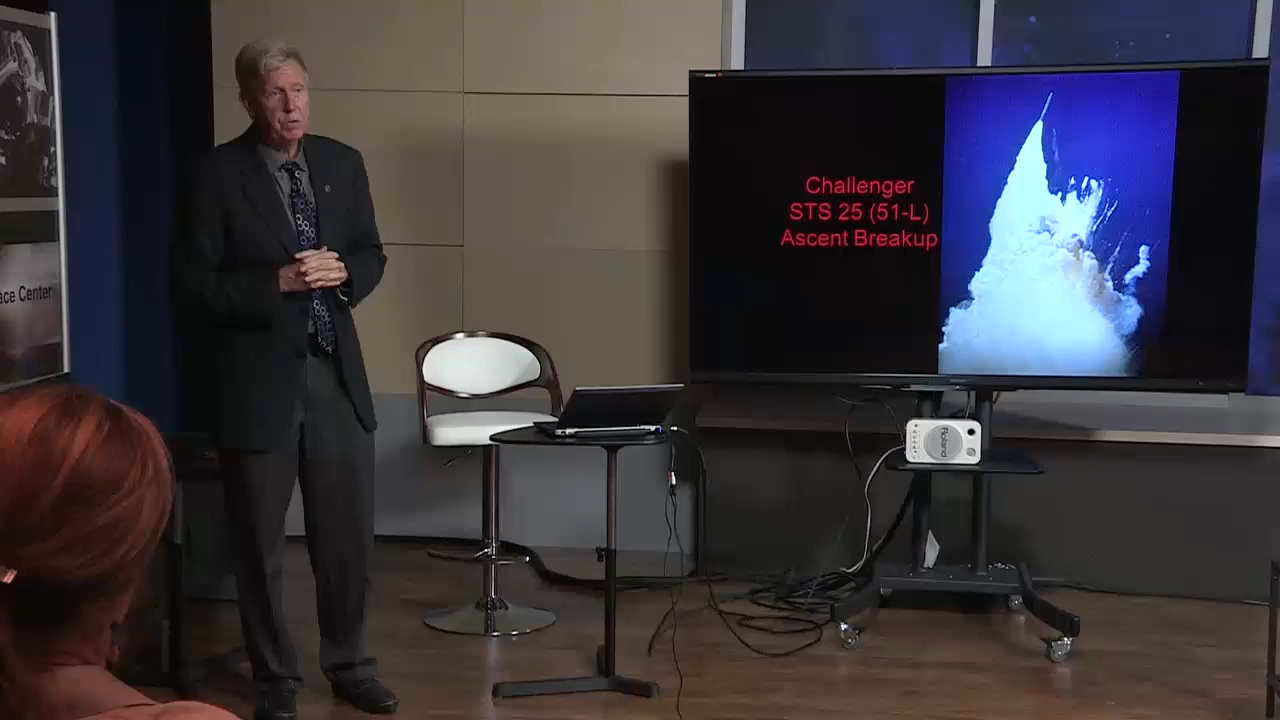 ace Center
Challenger
STS 25 (51-L)
Ascent Breakup
Roland